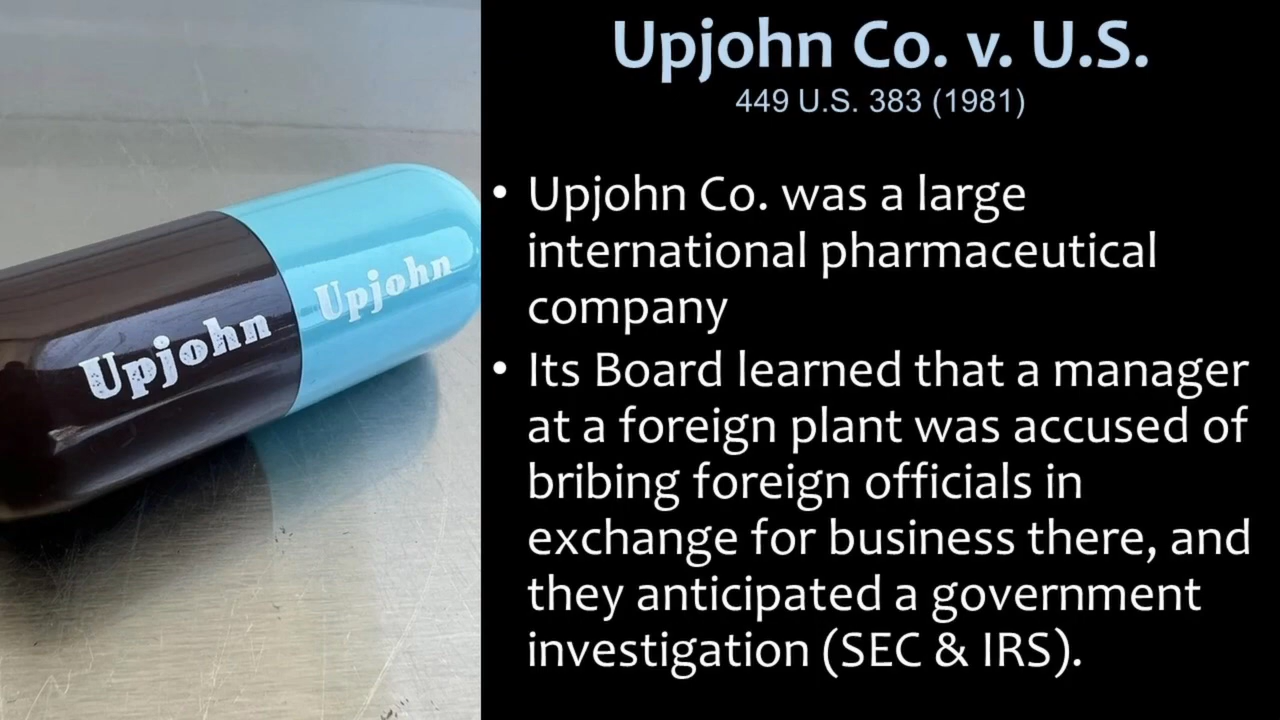 Upjohn Co. v. U.S.
449 U.S. 383 (1981)
• Upjohn Co. was a large
international pharmaceutical
company
• Its Board learned that a manager
at a foreign plant was accused of
bribing foreign officials in
exchange for business there, and
they anticipated a government
investigation (SEC & IRS).
Upjohn
Upjohn